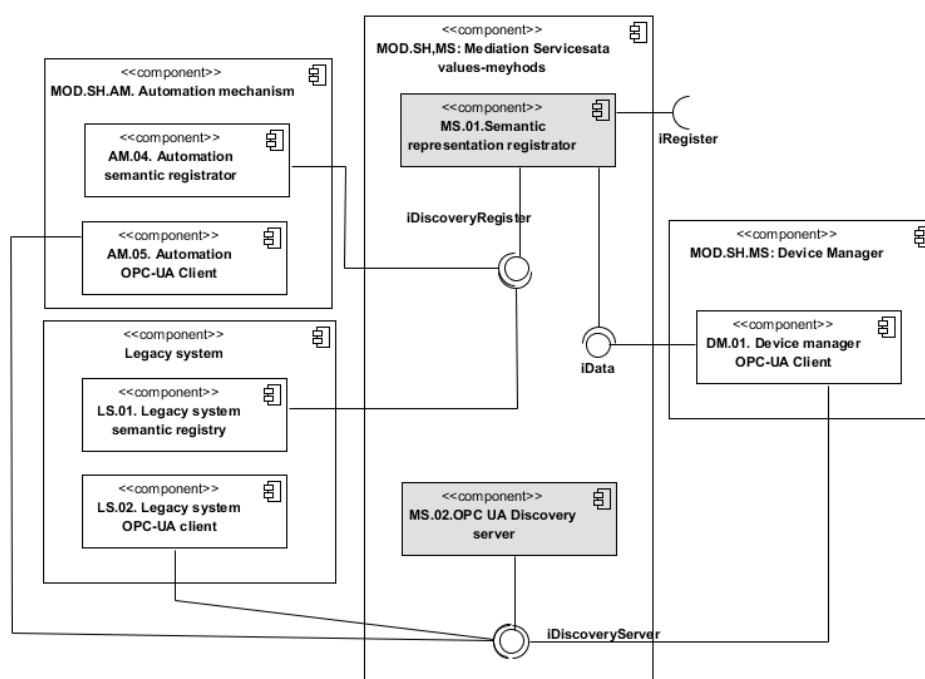 <<component>>
MOD.SH,MS: Mediation Servicesata
values-meyhods
<<component>>
MOD.SH.AM. Automation mechanism
<<component>>
MS.01.Semantic
representation registrator
iRegister
<<component>>
AM.04. Automation
semantic registrator
iDiscoveryRegister
<<component>>
AM.05. Automation
OPC-UA Client
<<component>>
MOD.SH.MS: Device Manager
<<component>>
Legacy system
<<component>>
DM.01. Device manager
OPC-UA Client
iData
<<component>>
LS.01. Legacy system
semantic registry
<<component>>
LS.02. Legacy system
OPC-UA client
<<component>>
MS.02.OPC UA Discovery
server
iDiscoveryServer